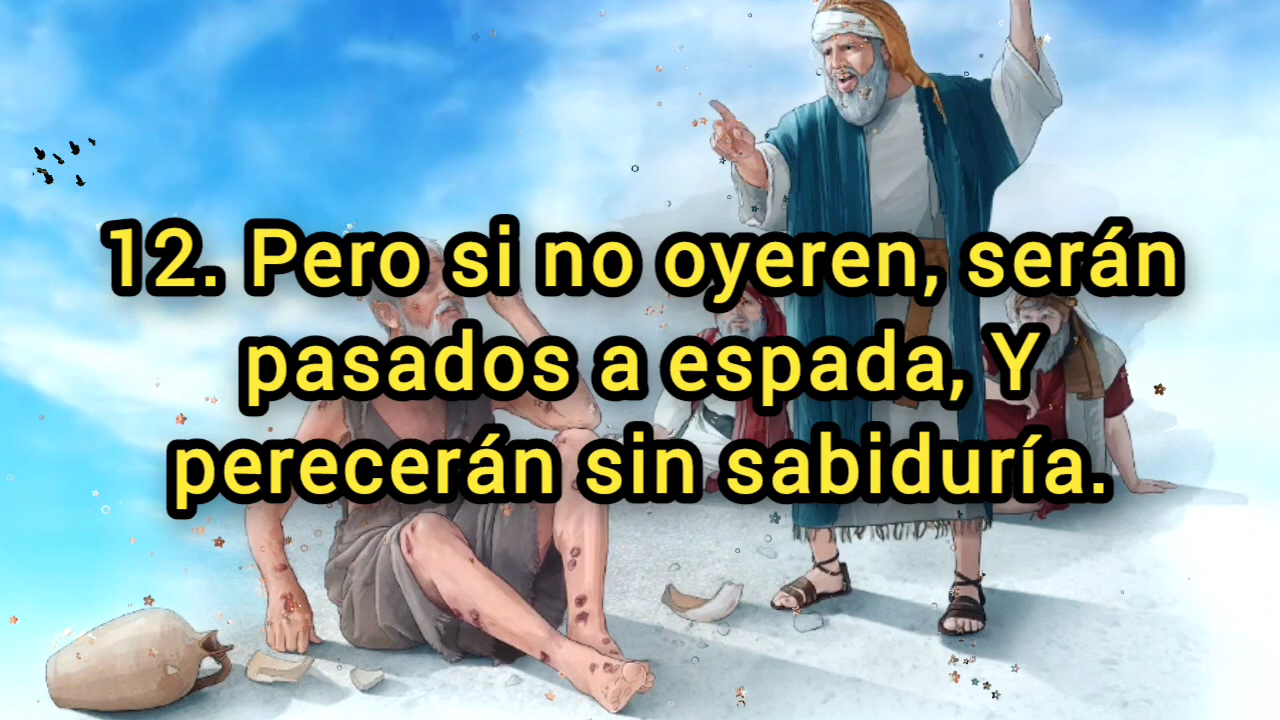 12. Pero si no oyeren, serán
pasados a espada, Y
perecerán sin sabiduría.